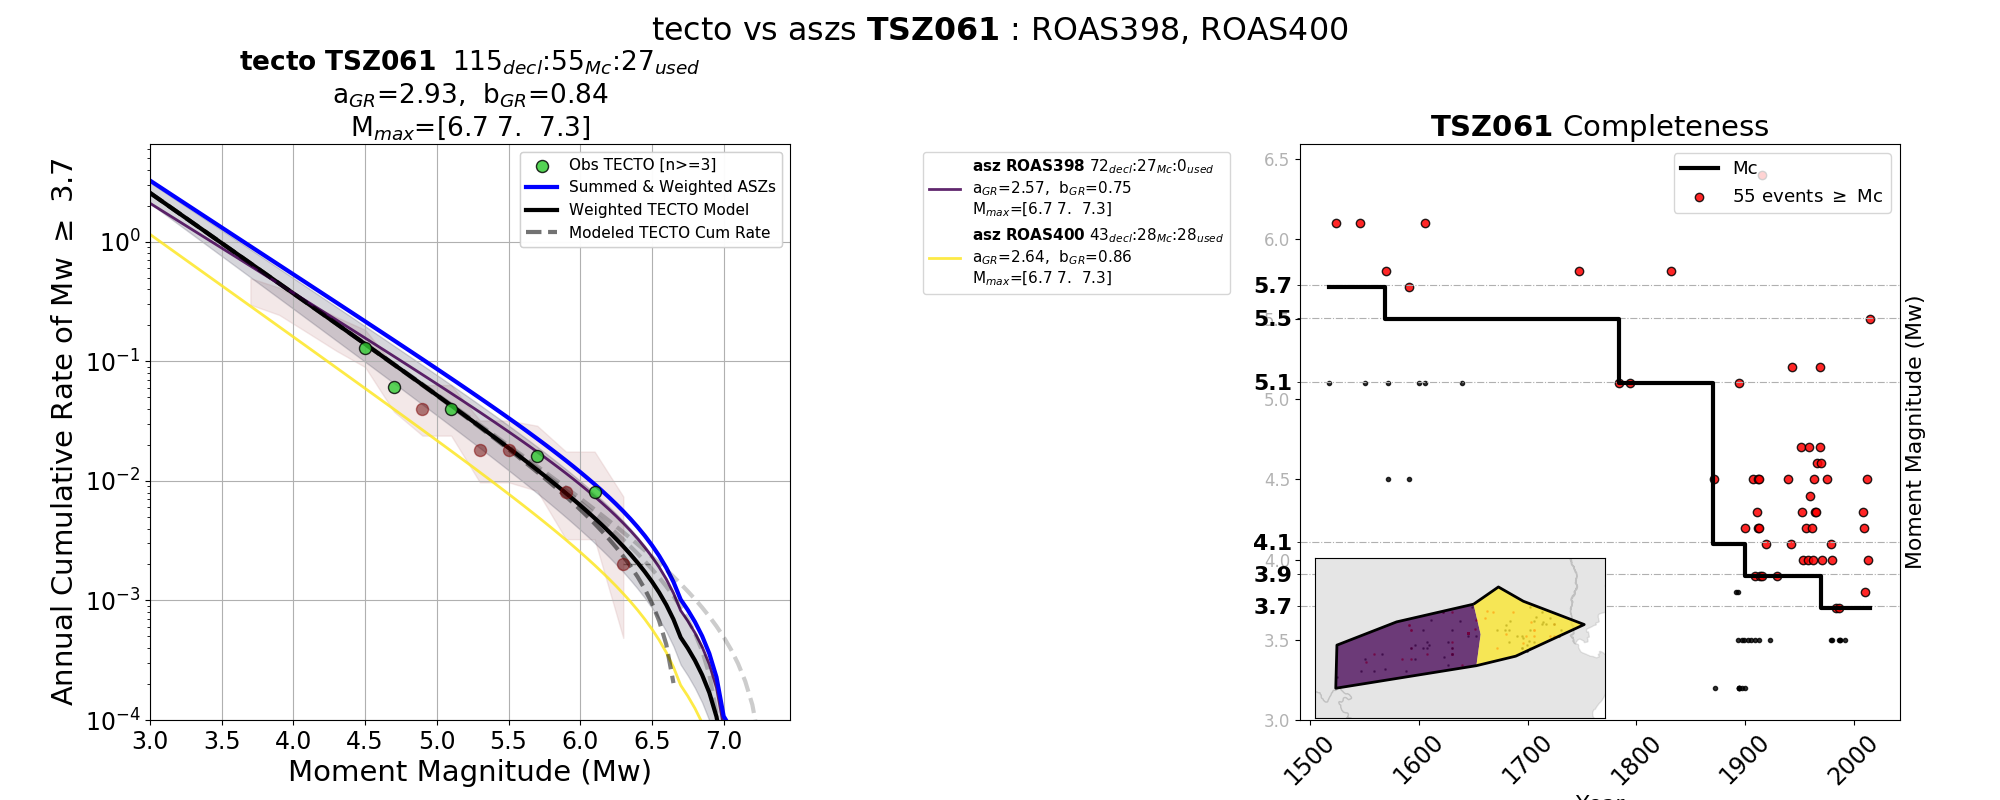 tecto vs aszs TSZ061 : ROAS398, ROAS400
tecto TSZ061 115decl:55Mc:27used
aGR=2.93, bGR=0.84
Mmax=[6.7 7. 7.3]
Annual Cumulative Rate of Mw ≥ 3.7
10^0
10^−1
10^−2
10^−3
10^−4
Obs TECTO [n>=3]
Summed & Weighted ASZs
Weighted TECTO Model
Modeled TECTO Cum Rate
3.0 3.5 4.0 4.5 5.0 5.5 6.0 6.5 7.0
Moment Magnitude (Mw)
asz ROAS398 72decl:27Mc:0used
aGR=2.57, bGR=0.75
Mmax=[6.7 7. 7.3]
asz ROAS400 43decl:28Mc:28used
aGR=2.64, bGR=0.86
Mmax=[6.7 7. 7.3]
TSZ061 Completeness
Mc
55 events ≥ Mc
6.5
6.0
5.7
5.5
5.1
5.0
4.5
4.1
4.0
3.9
3.7
3.5
3.0
Moment Magnitude (Mw)
1500 1600 1700 1800 1900 2000
Year